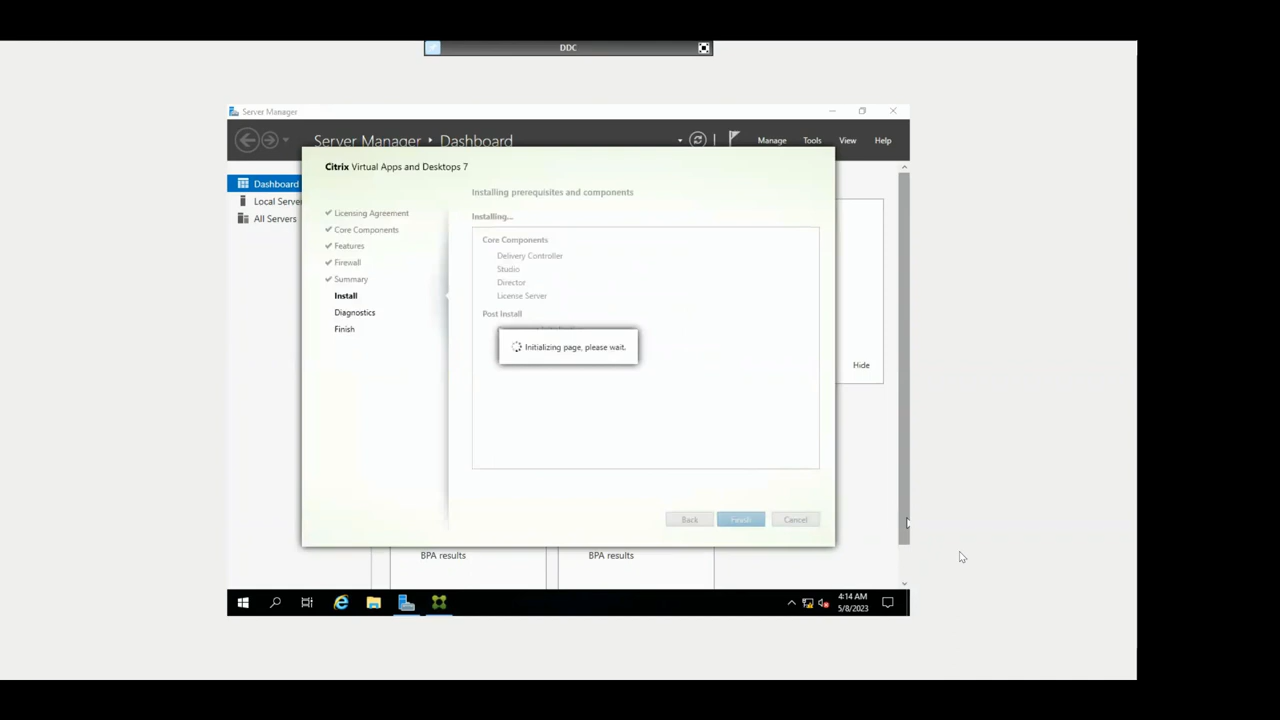 DDC
Server Manager
Server Manager ‣ Dashboard
Manage Tools View Help
Dashboard
Local Serve
All Servers
Citrix Virtual Apps and Desktops 7
Licensing Agreement
Core Components
Features
Firewall
Summary
Install
Diagnostics
Finish
Installing prerequisites and components
Installing...
Core Components
Delivery Controller
Studio
Director
License Server
Post Install
Initializing page, please wait.
Back Finish Cancel
Hide
BPA results BPA results
4:14 AM
5/8/2023